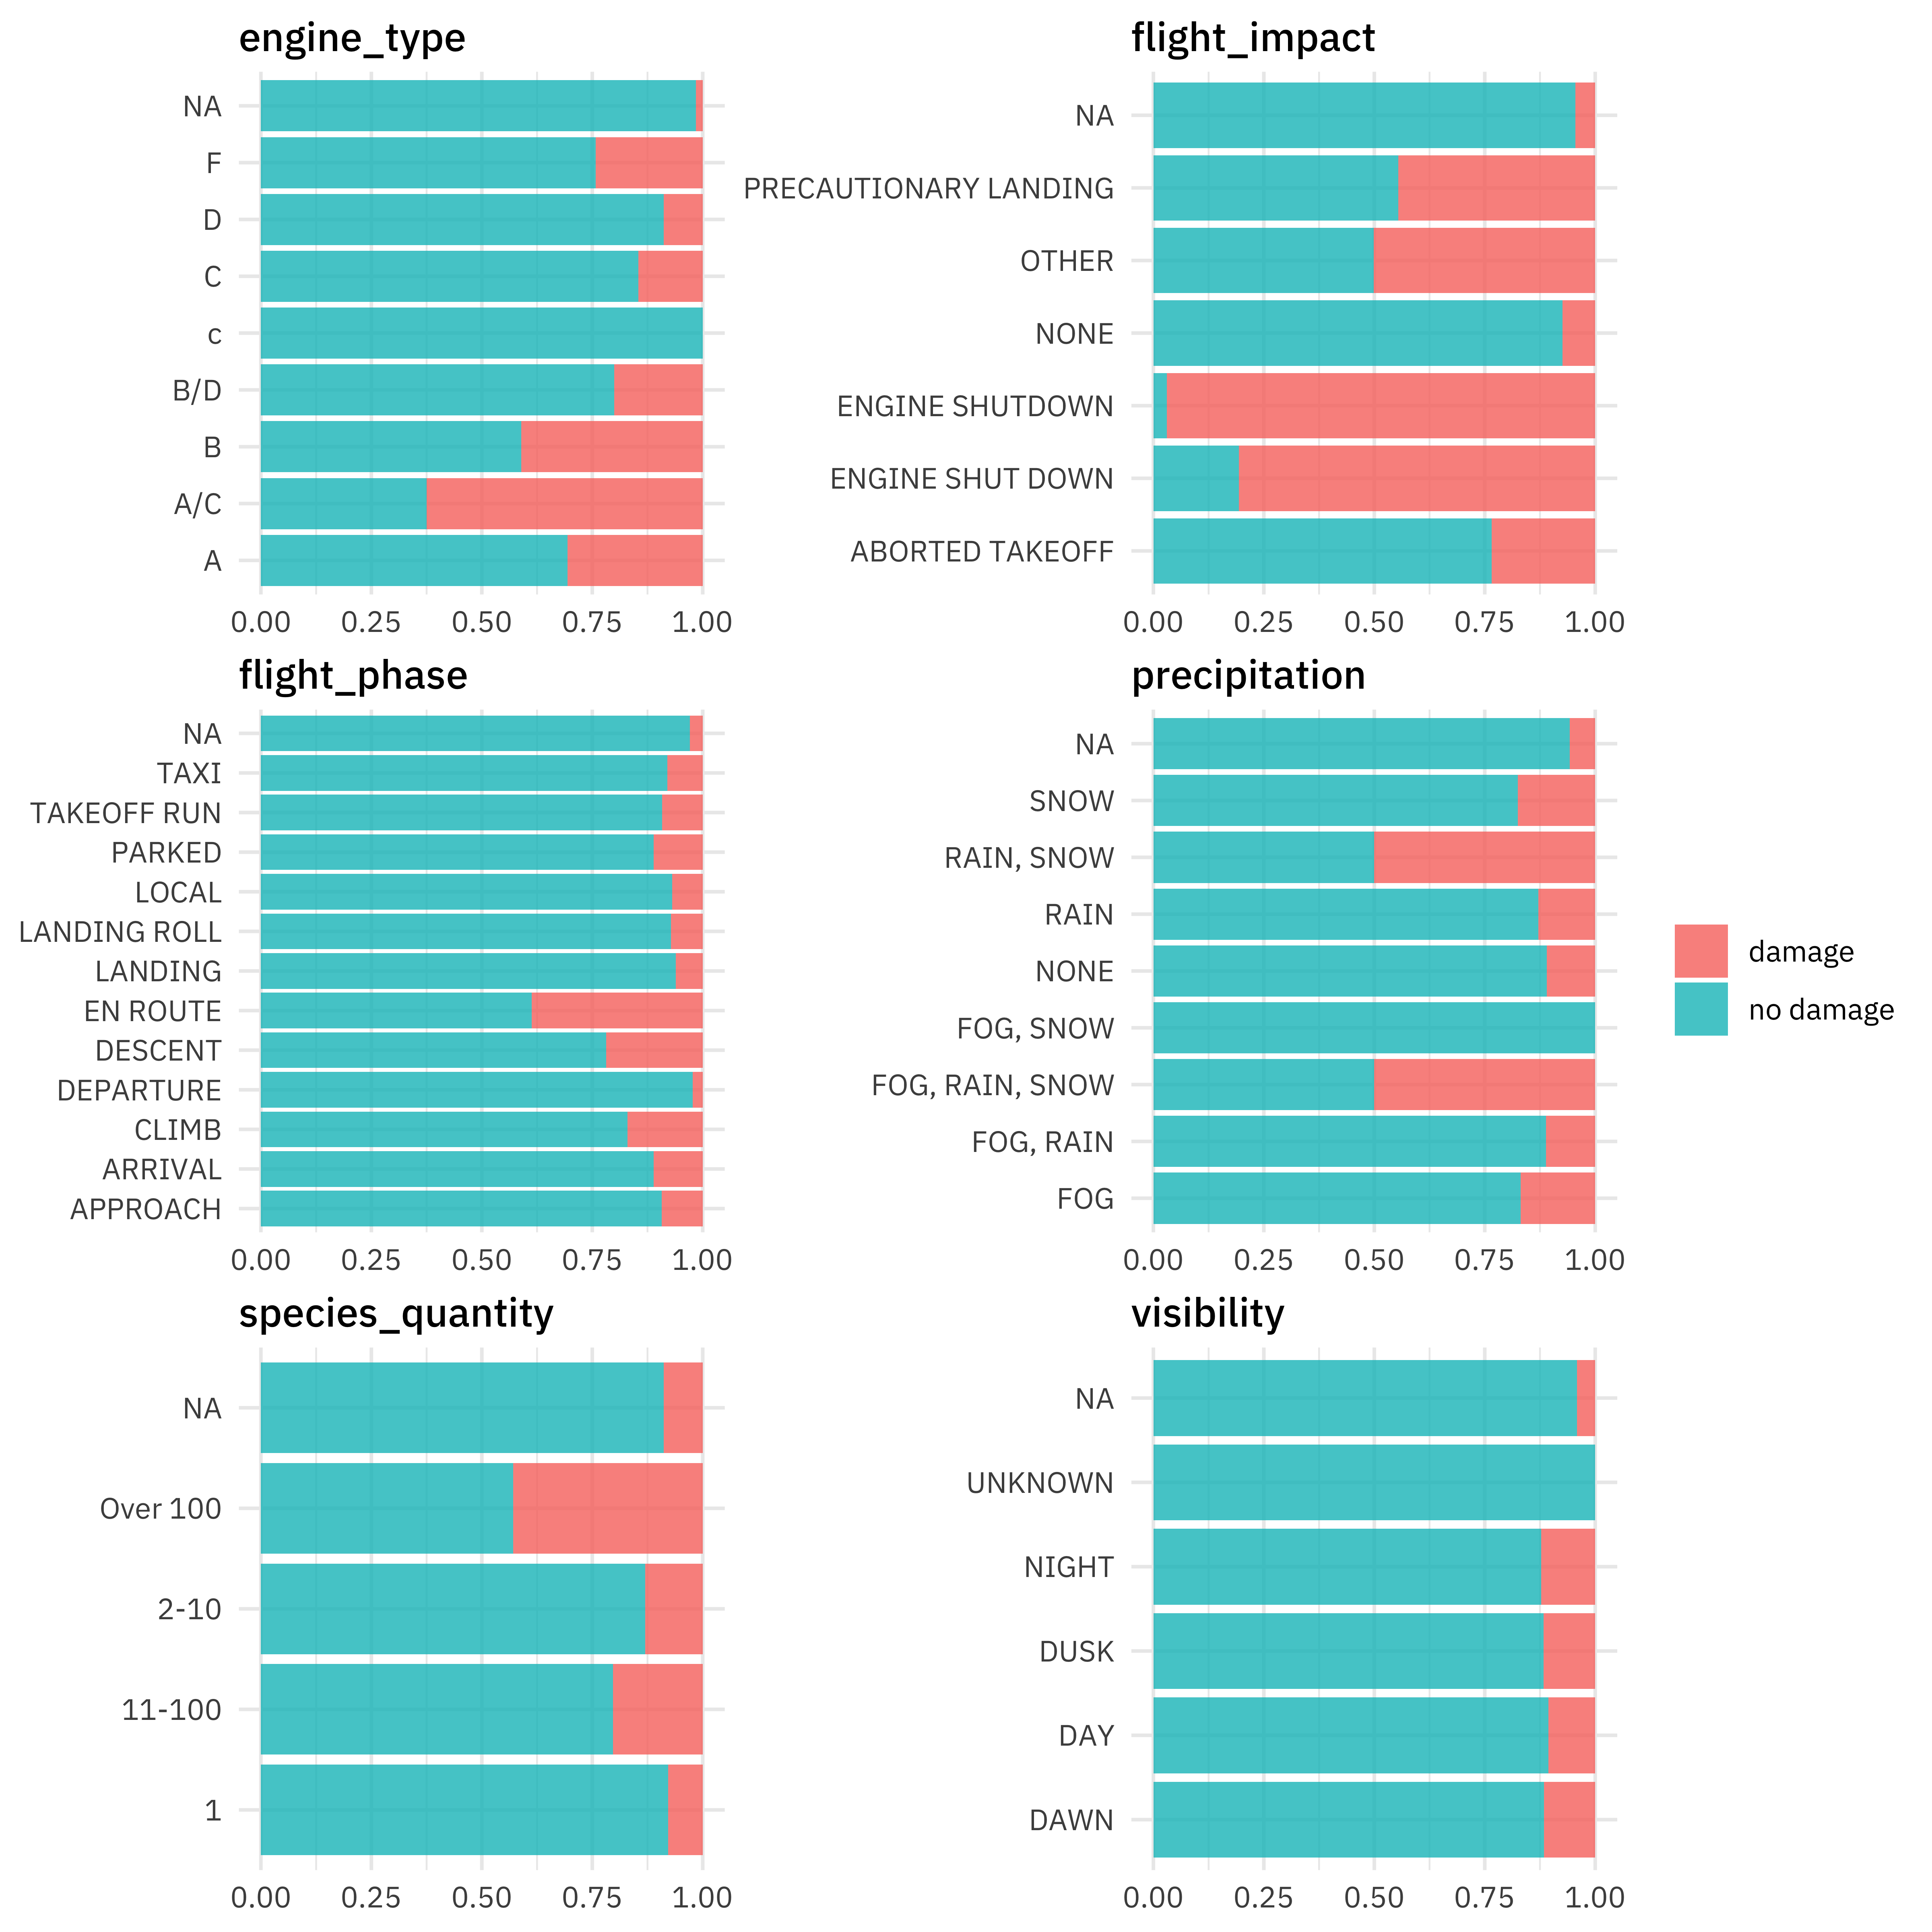 engine_type
NA
F
D
C
c
B/D
B
A/C
A
0.00 0.25 0.50 0.75 1.00
flight_impact
NA
PRECAUTIONARY LANDING
OTHER
NONE
ENGINE SHUTDOWN
ENGINE SHUT DOWN
ABORTED TAKEOFF
0.00 0.25 0.50 0.75 1.00
flight_phase
NA
TAXI
TAKEOFF RUN
PARKED
LOCAL
LANDING ROLL
LANDING
EN ROUTE
DESCENT
DEPARTURE
CLIMB
ARRIVAL
APPROACH
0.00 0.25 0.50 0.75 1.00
precipitation
NA
SNOW
RAIN, SNOW
RAIN
NONE
FOG, SNOW
FOG, RAIN, SNOW
FOG, RAIN
FOG
0.00 0.25 0.50 0.75 1.00
damage
no damage
species_quantity
NA
Over 100
2-10
11-100
1
0.00 0.25 0.50 0.75 1.00
visibility
NA
UNKNOWN
NIGHT
DUSK
DAY
DAWN
0.00 0.25 0.50 0.75 1.00